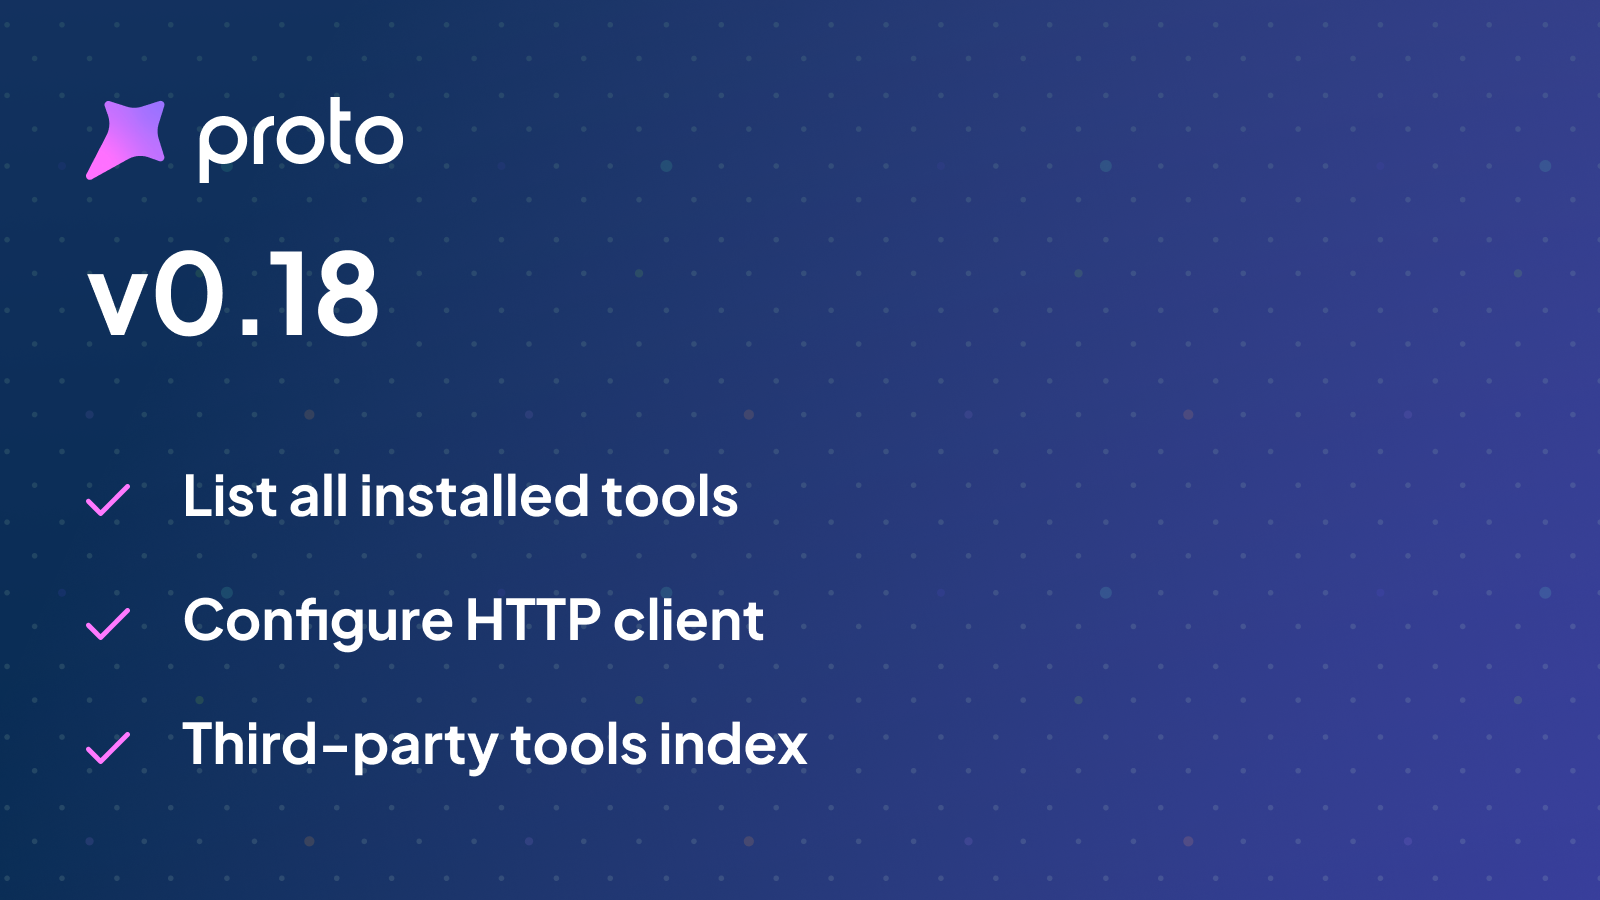 proto
v0.18
List all installed tools
Configure HTTP client
Third-party tools index